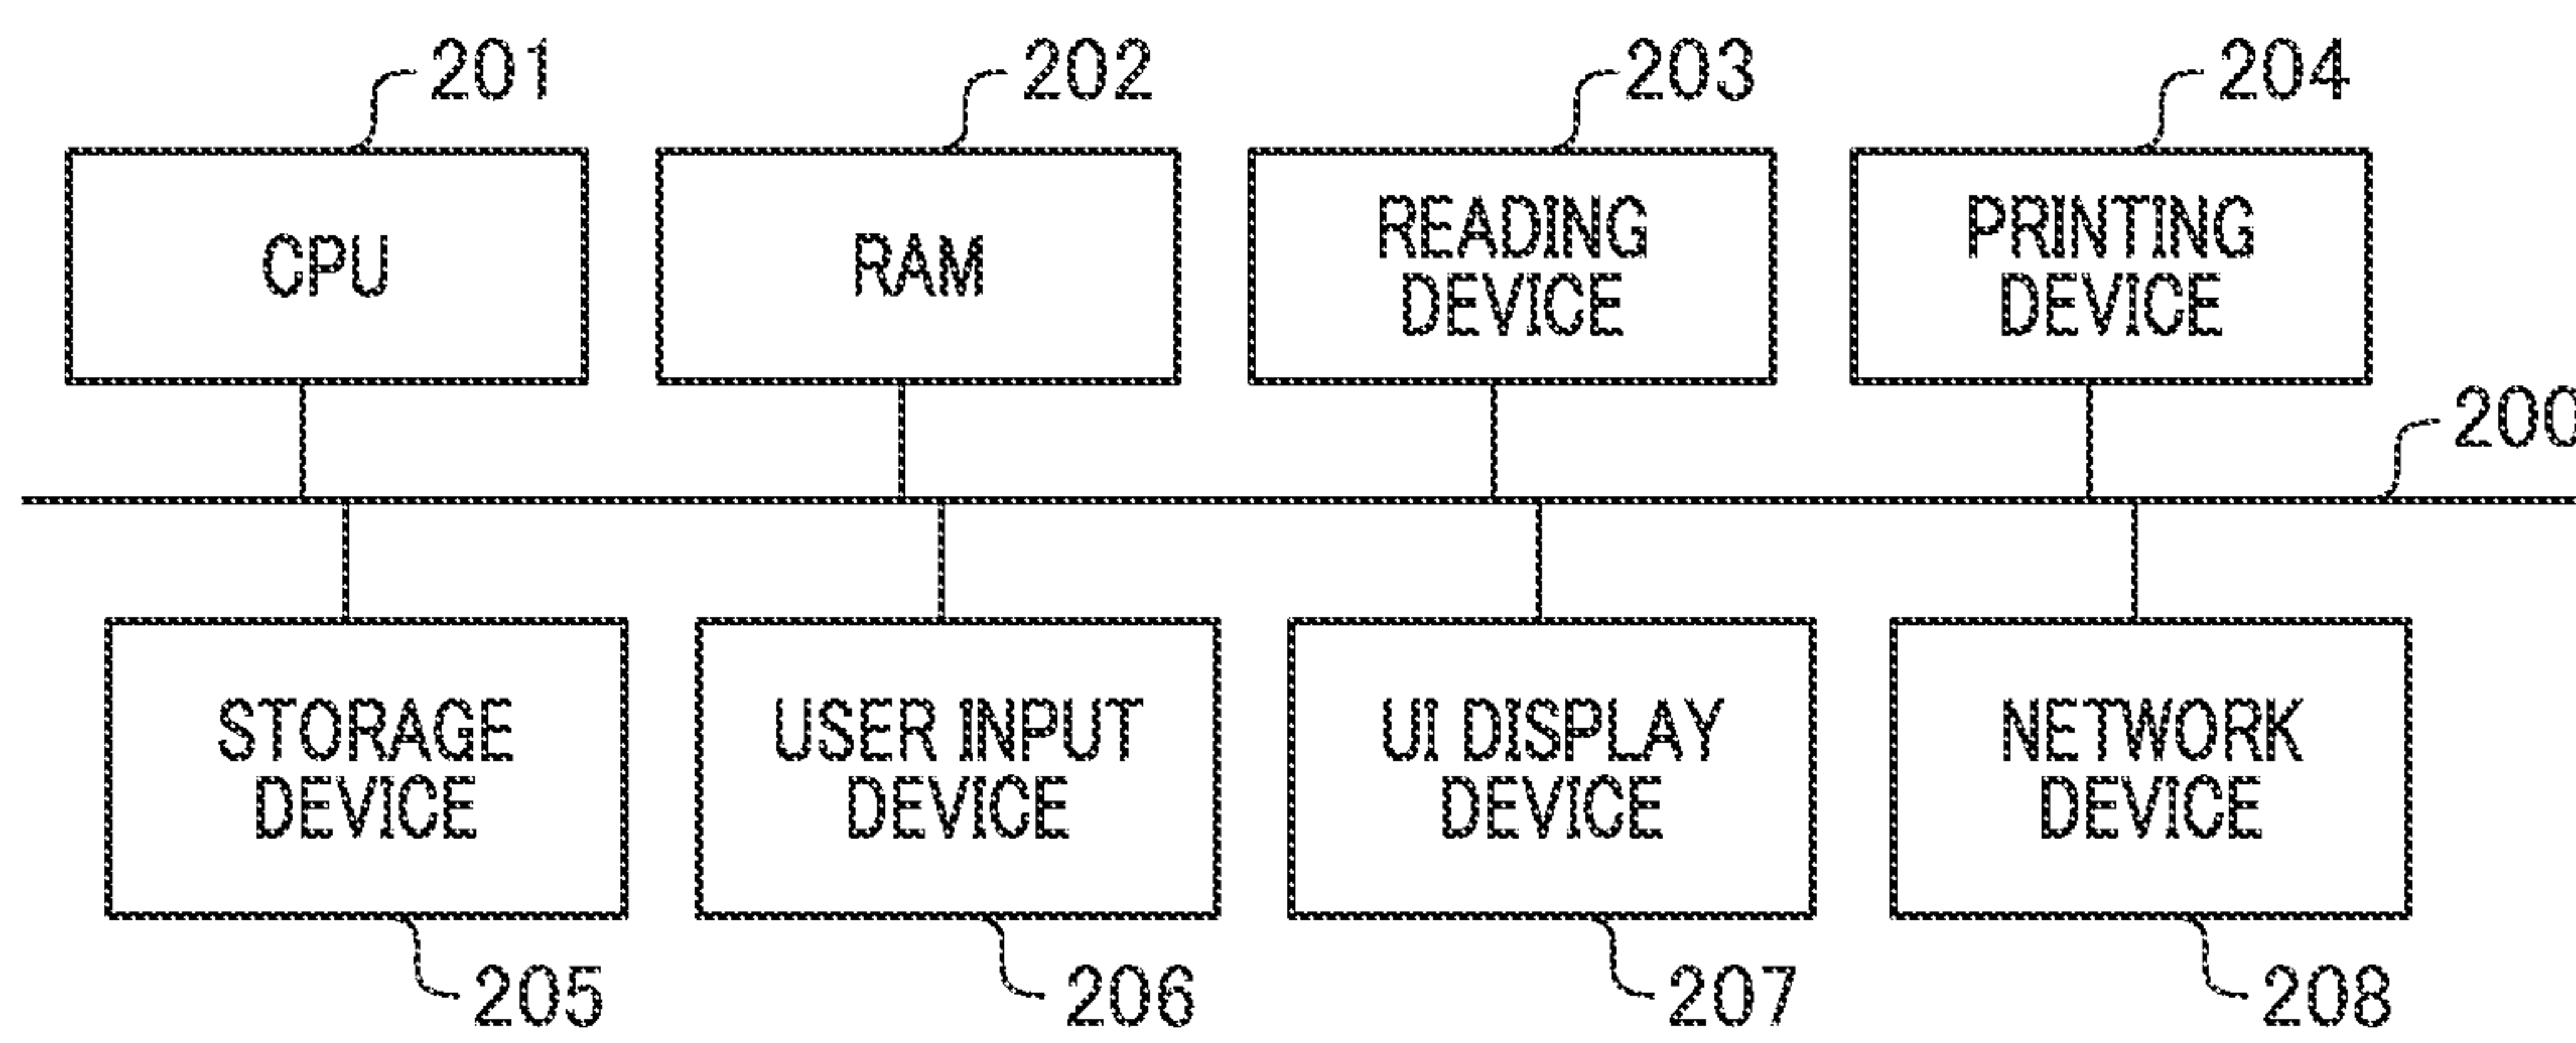 201
202
203
204
CPU
RAM
READING
DEVICE
PRINTING
DEVICE
200
STORAGE
DEVICE
USER INPUT
DEVICE
UI DISPLAY
DEVICE
NETWORK
DEVICE
205
206
207
208